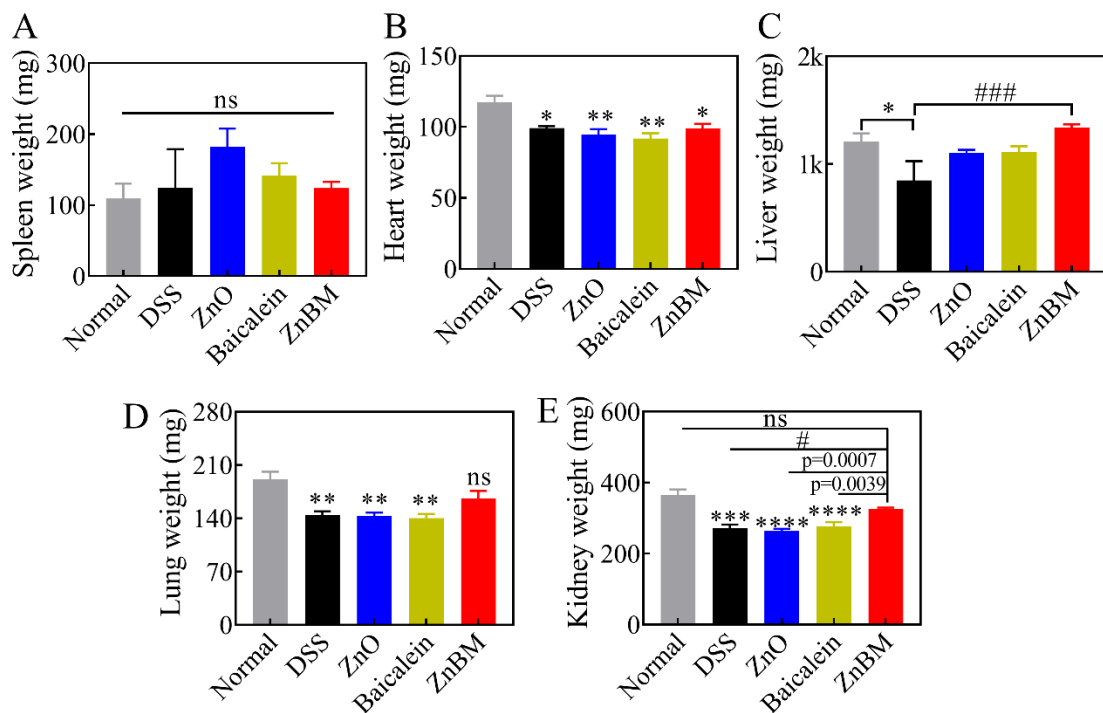 A
Spleen weight (mg)
300
200
100
0
ns
Normal
DSS
ZnO
Baicalein
ZnBM
B
Heart weight (mg)
150
100
50
0
*
**
**
*
Normal
DSS
ZnO
Baicalein
ZnBM
C
Liver weight (mg)
2k
1k
0
*
###
Normal
DSS
ZnO
Baicalein
ZnBM
D
Lung weight (mg)
280
210
140
70
0
**
**
**
ns
Normal
DSS
ZnO
Baicalein
ZnBM
E
Kidney weight (mg)
600
400
200
0
ns
#
p=0.0007
p=0.0039
***
****
****
Normal
DSS
ZnO
Baicalein
ZnBM